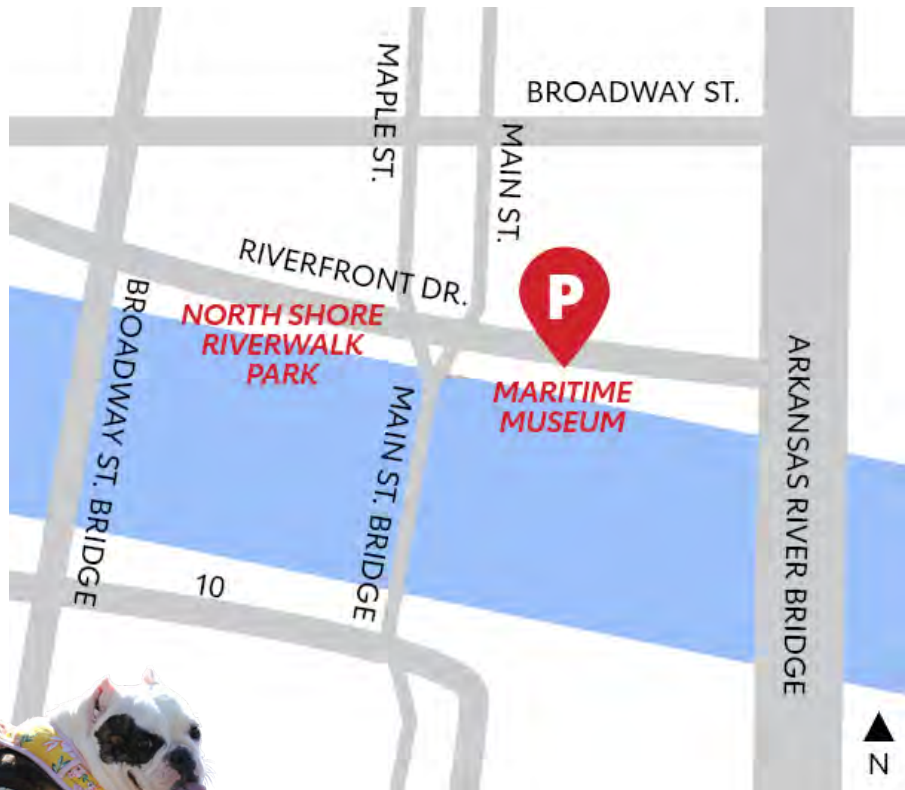 BROADWAY ST.
MAPLE ST.
MAIN ST.
RIVERFRONT DR.
P
NORTH SHORE
RIVERWALK
PARK
MARITIME
MUSEUM
BROADWAY ST. BRIDGE
MAIN ST. BRIDGE
ARKANSAS RIVER BRIDGE
10
N